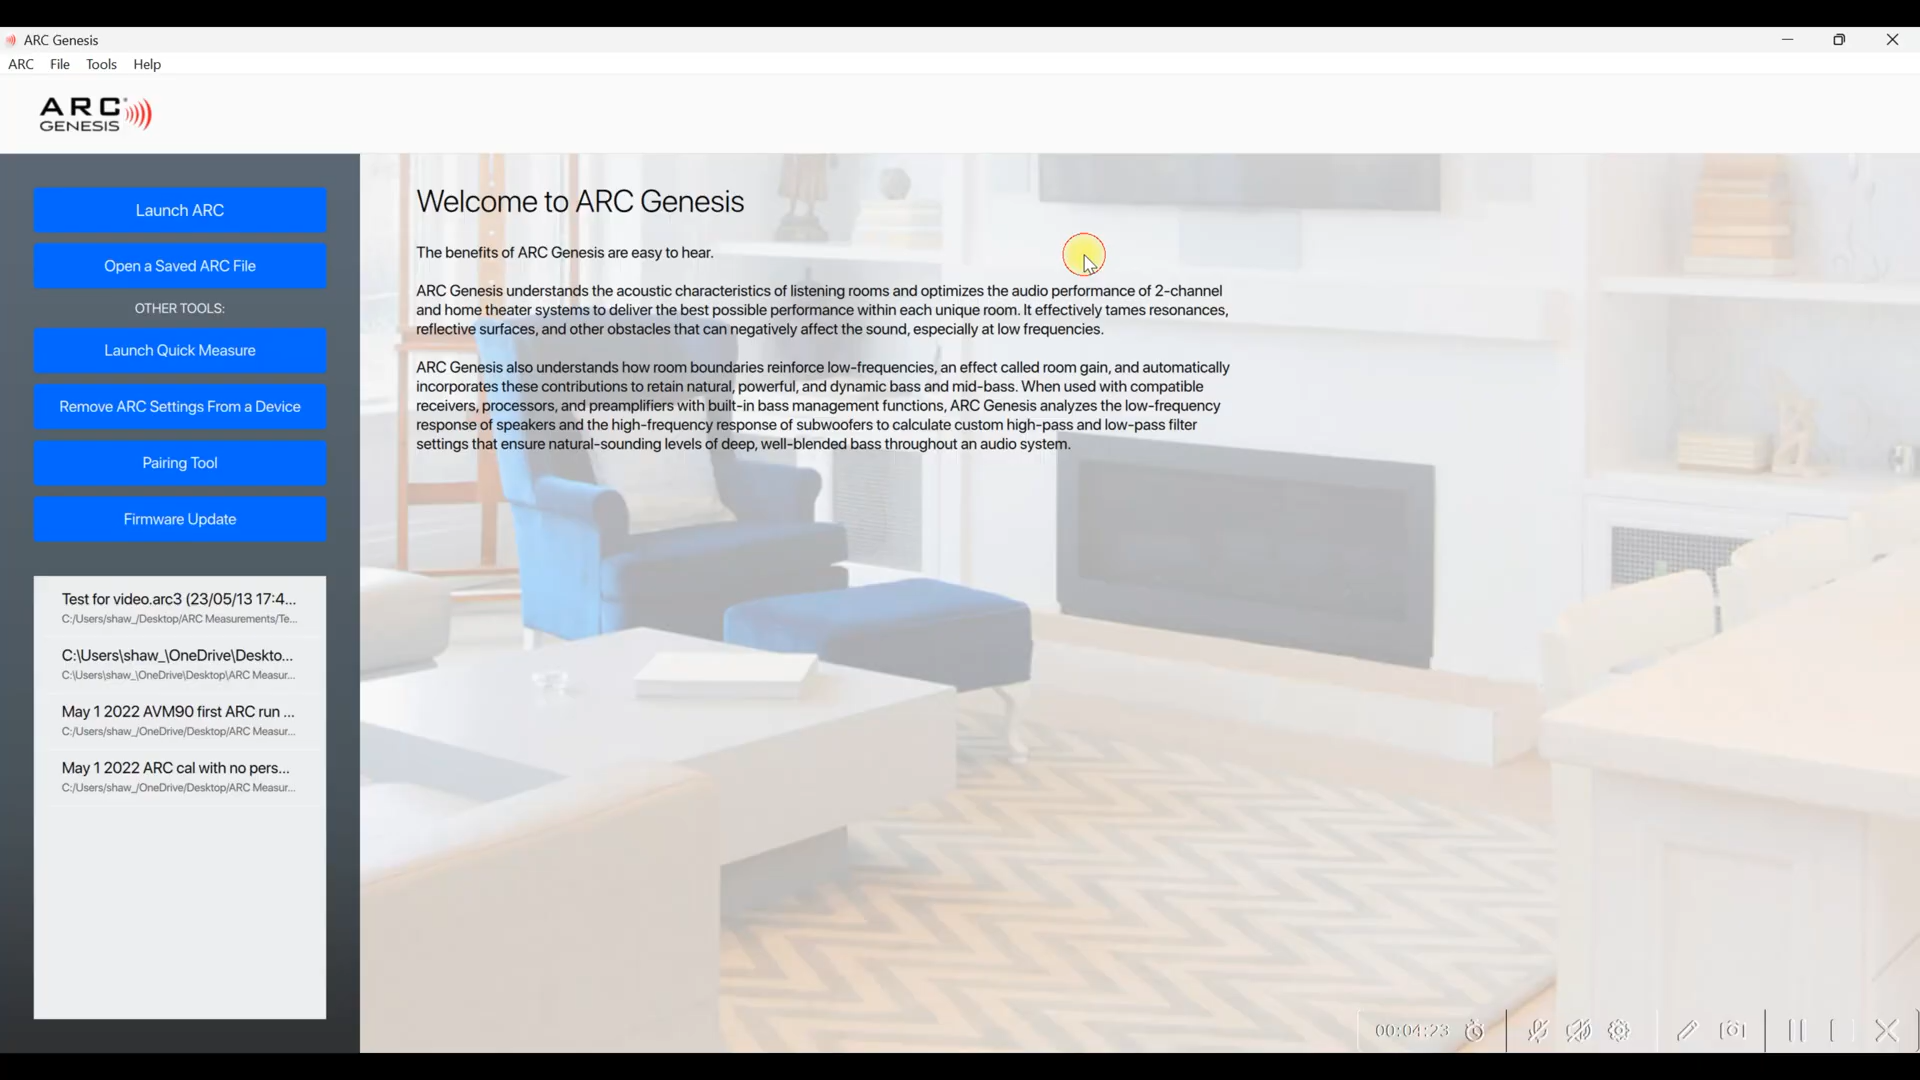 ARC Genesis
ARC File Tools Help
ARC
GENESIS
Launch ARC
Open a Saved ARC File
OTHER TOOLS:
Launch Quick Measure
Remove ARC Settings From a Device
Pairing Tool
Firmware Update
Test for video.arc3 (23/05/13 17:4...
C:/Users/shaw_/Desktop/ARC Measurements/Te...
C:\Users\shaw_\OneDrive\Deskto...
C:\Users\shaw_\OneDrive\Desktop\ARC Measur...
May 1 2022 AVM90 first ARC run ...
C:/Users/shaw_/OneDrive/Desktop/ARC Measur...
May 1 2022 ARC cal with no pers...
C:/Users/shaw_/OneDrive/Desktop/ARC Measur...
Welcome to ARC Genesis
The benefits of ARC Genesis are easy to hear.
ARC Genesis understands the acoustic characteristics of listening rooms and optimizes the audio performance of 2-channel
and home theater systems to deliver the best possible performance within each unique room. It effectively tames resonances,
reflective surfaces, and other obstacles that can negatively affect the sound, especially at low frequencies.
ARC Genesis also understands how room boundaries reinforce low-frequencies, an effect called room gain, and automatically
incorporates these contributions to retain natural, powerful, and dynamic bass and mid-bass. When used with compatible
receivers, processors, and preamplifiers with built-in bass management functions, ARC Genesis analyzes the low-frequency
response of speakers and the high-frequency response of subwoofers to calculate custom high-pass and low-pass filter
settings that ensure natural-sounding levels of deep, well-blended bass throughout an audio system.
00:04:23